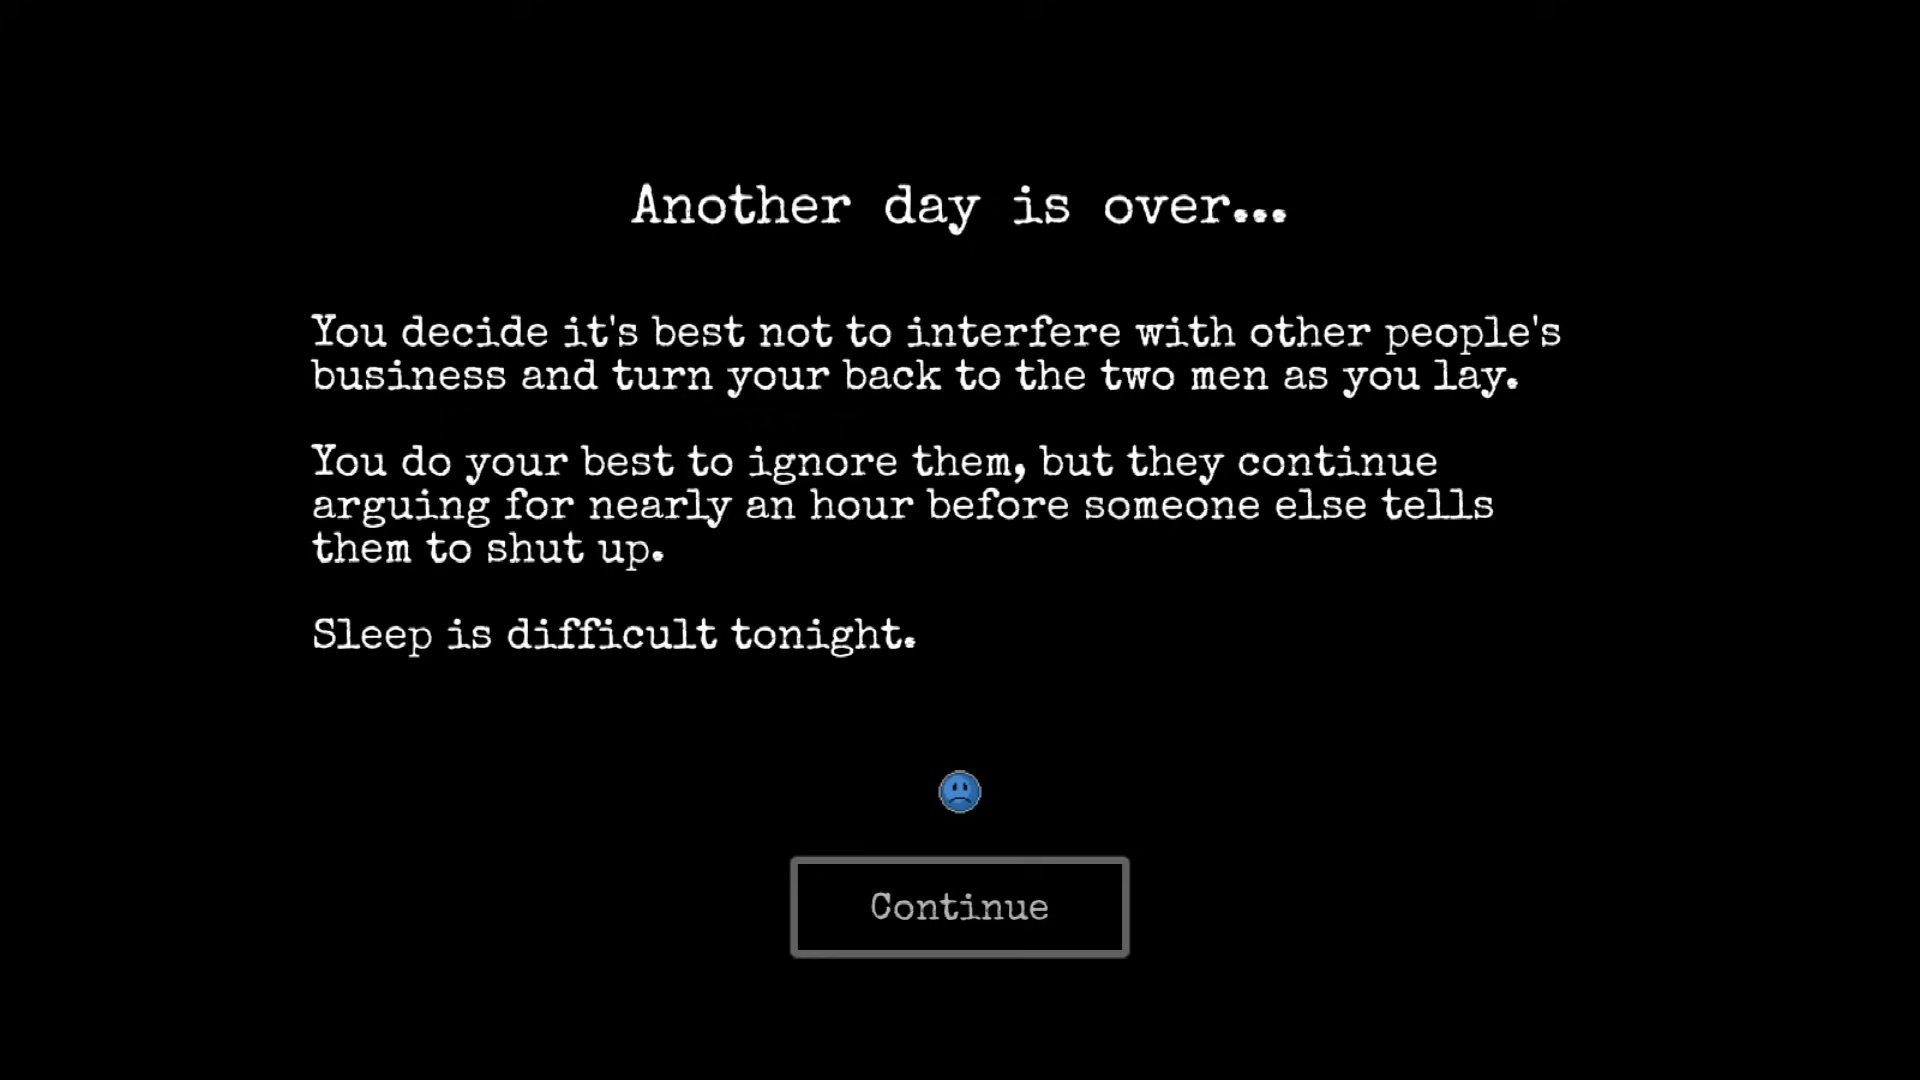 Another day is over...
You decide it's best not to interfere with other people's
business and turn your back to the two men as you lay.
You do your best to ignore them, but they continue
arguing for nearly an hour before someone else tells
them to shut up.
Sleep is difficult tonight.
Continue